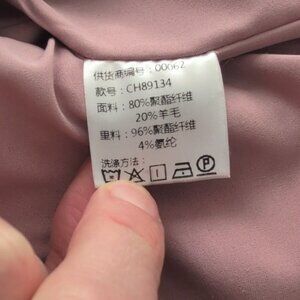 供货商编号：00062
款号：CH89134
面料：80%聚酯纤维
20%羊毛
里料：96%聚酯纤维
4%氨纶
洗涤方法：
P